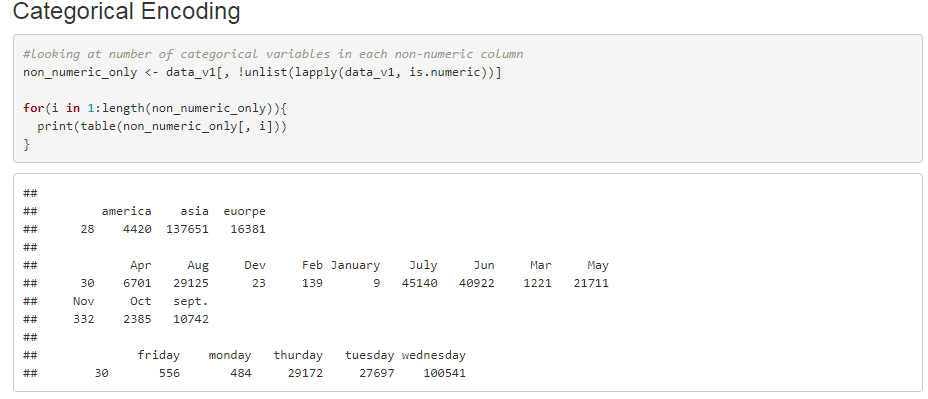 Categorical Encoding
#looking at number of categorical variables in each non-numeric column
non_numeric_only <- data_v1[, !unlist(lapply(data_v1, is.numeric))]
for(i in 1:length(non_numeric_only)){
  print(table(non_numeric_only[, i]))
}
##
##         america    asia  euorpe
##      28    4420  137651   16381
##
##             Apr     Aug     Dev     Feb January    July     Jun     Mar     May
##      30    6701   29125      23     139       9   45140   40922    1221   21711
##     Nov     Oct   sept.
##     332    2385   10742
##
##              friday    monday   thurday   tuesday wednesday
##        30       556       484     29172     27697    100541